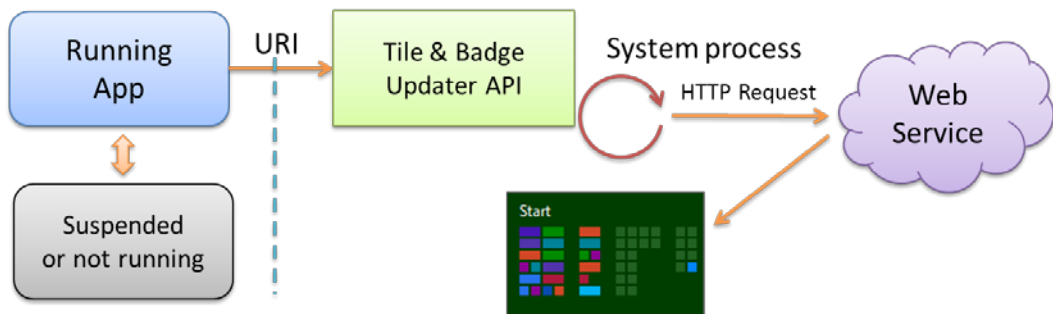 Running
App
URI
Tile & Badge
Updater API
System process
HTTP Request
Web
Service
Suspended
or not running
Start